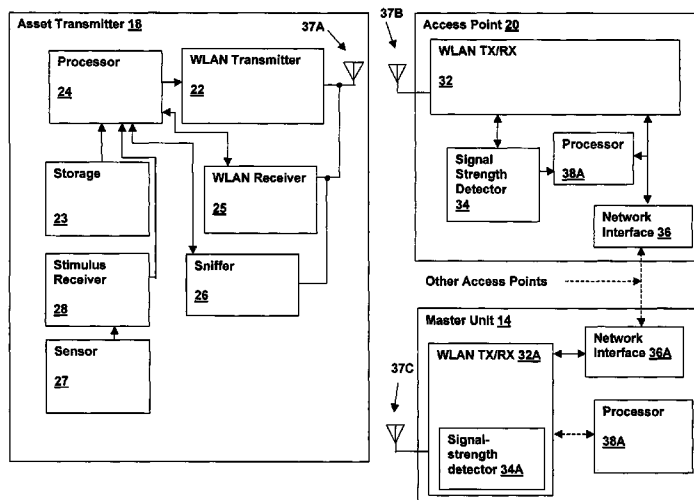 Asset Transmitter 18
Processor
24
WLAN Transmitter
22
37A
Storage
23
WLAN Receiver
25
Stimulus
Receiver
28
Sniffer
26
Sensor
27
37B
Access Point 20
WLAN TX/RX
32
Signal
Strength
Detector
34
Processor
38A
Network
Interface 36
Other Access Points
Master Unit 14
37C
WLAN TX/RX 32A
Signal-
strength
detector 34A
Network
Interface
36A
Processor
38A